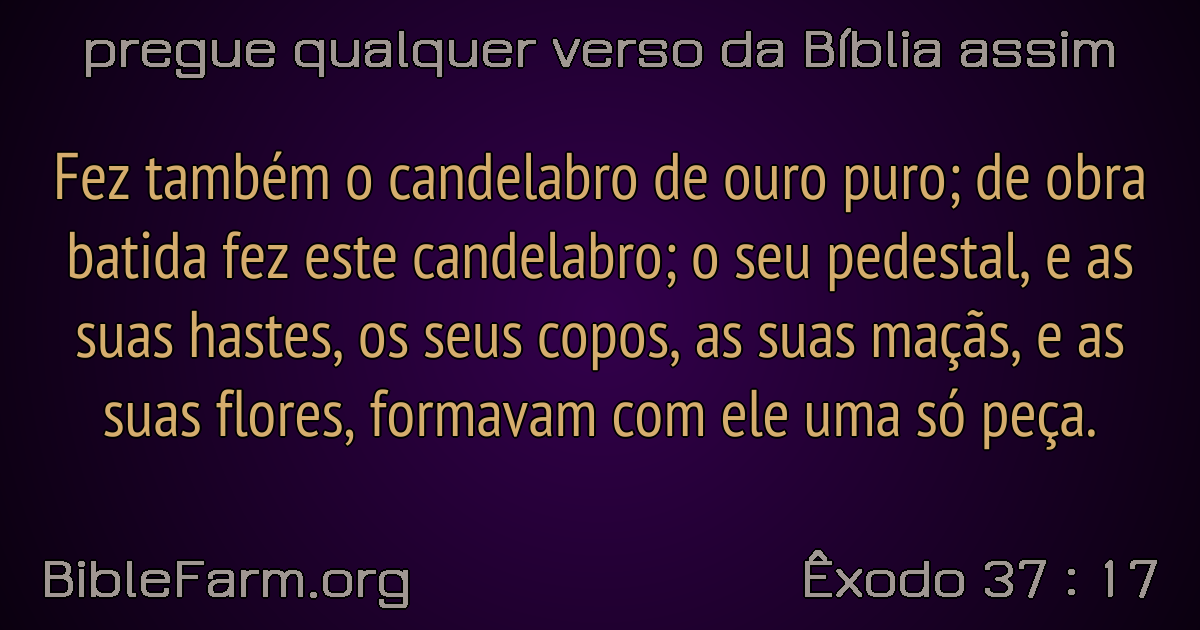 pregue qualquer verso da Bíblia assim
Fez também o candelabro de ouro puro; de obra
batida fez este candelabro; o seu pedestal, e as
suas hastes, os seus copos, as suas maçãs, e as
suas flores, formavam com ele uma só peça.
BibleFarm.org
Êxodo 37 : 17